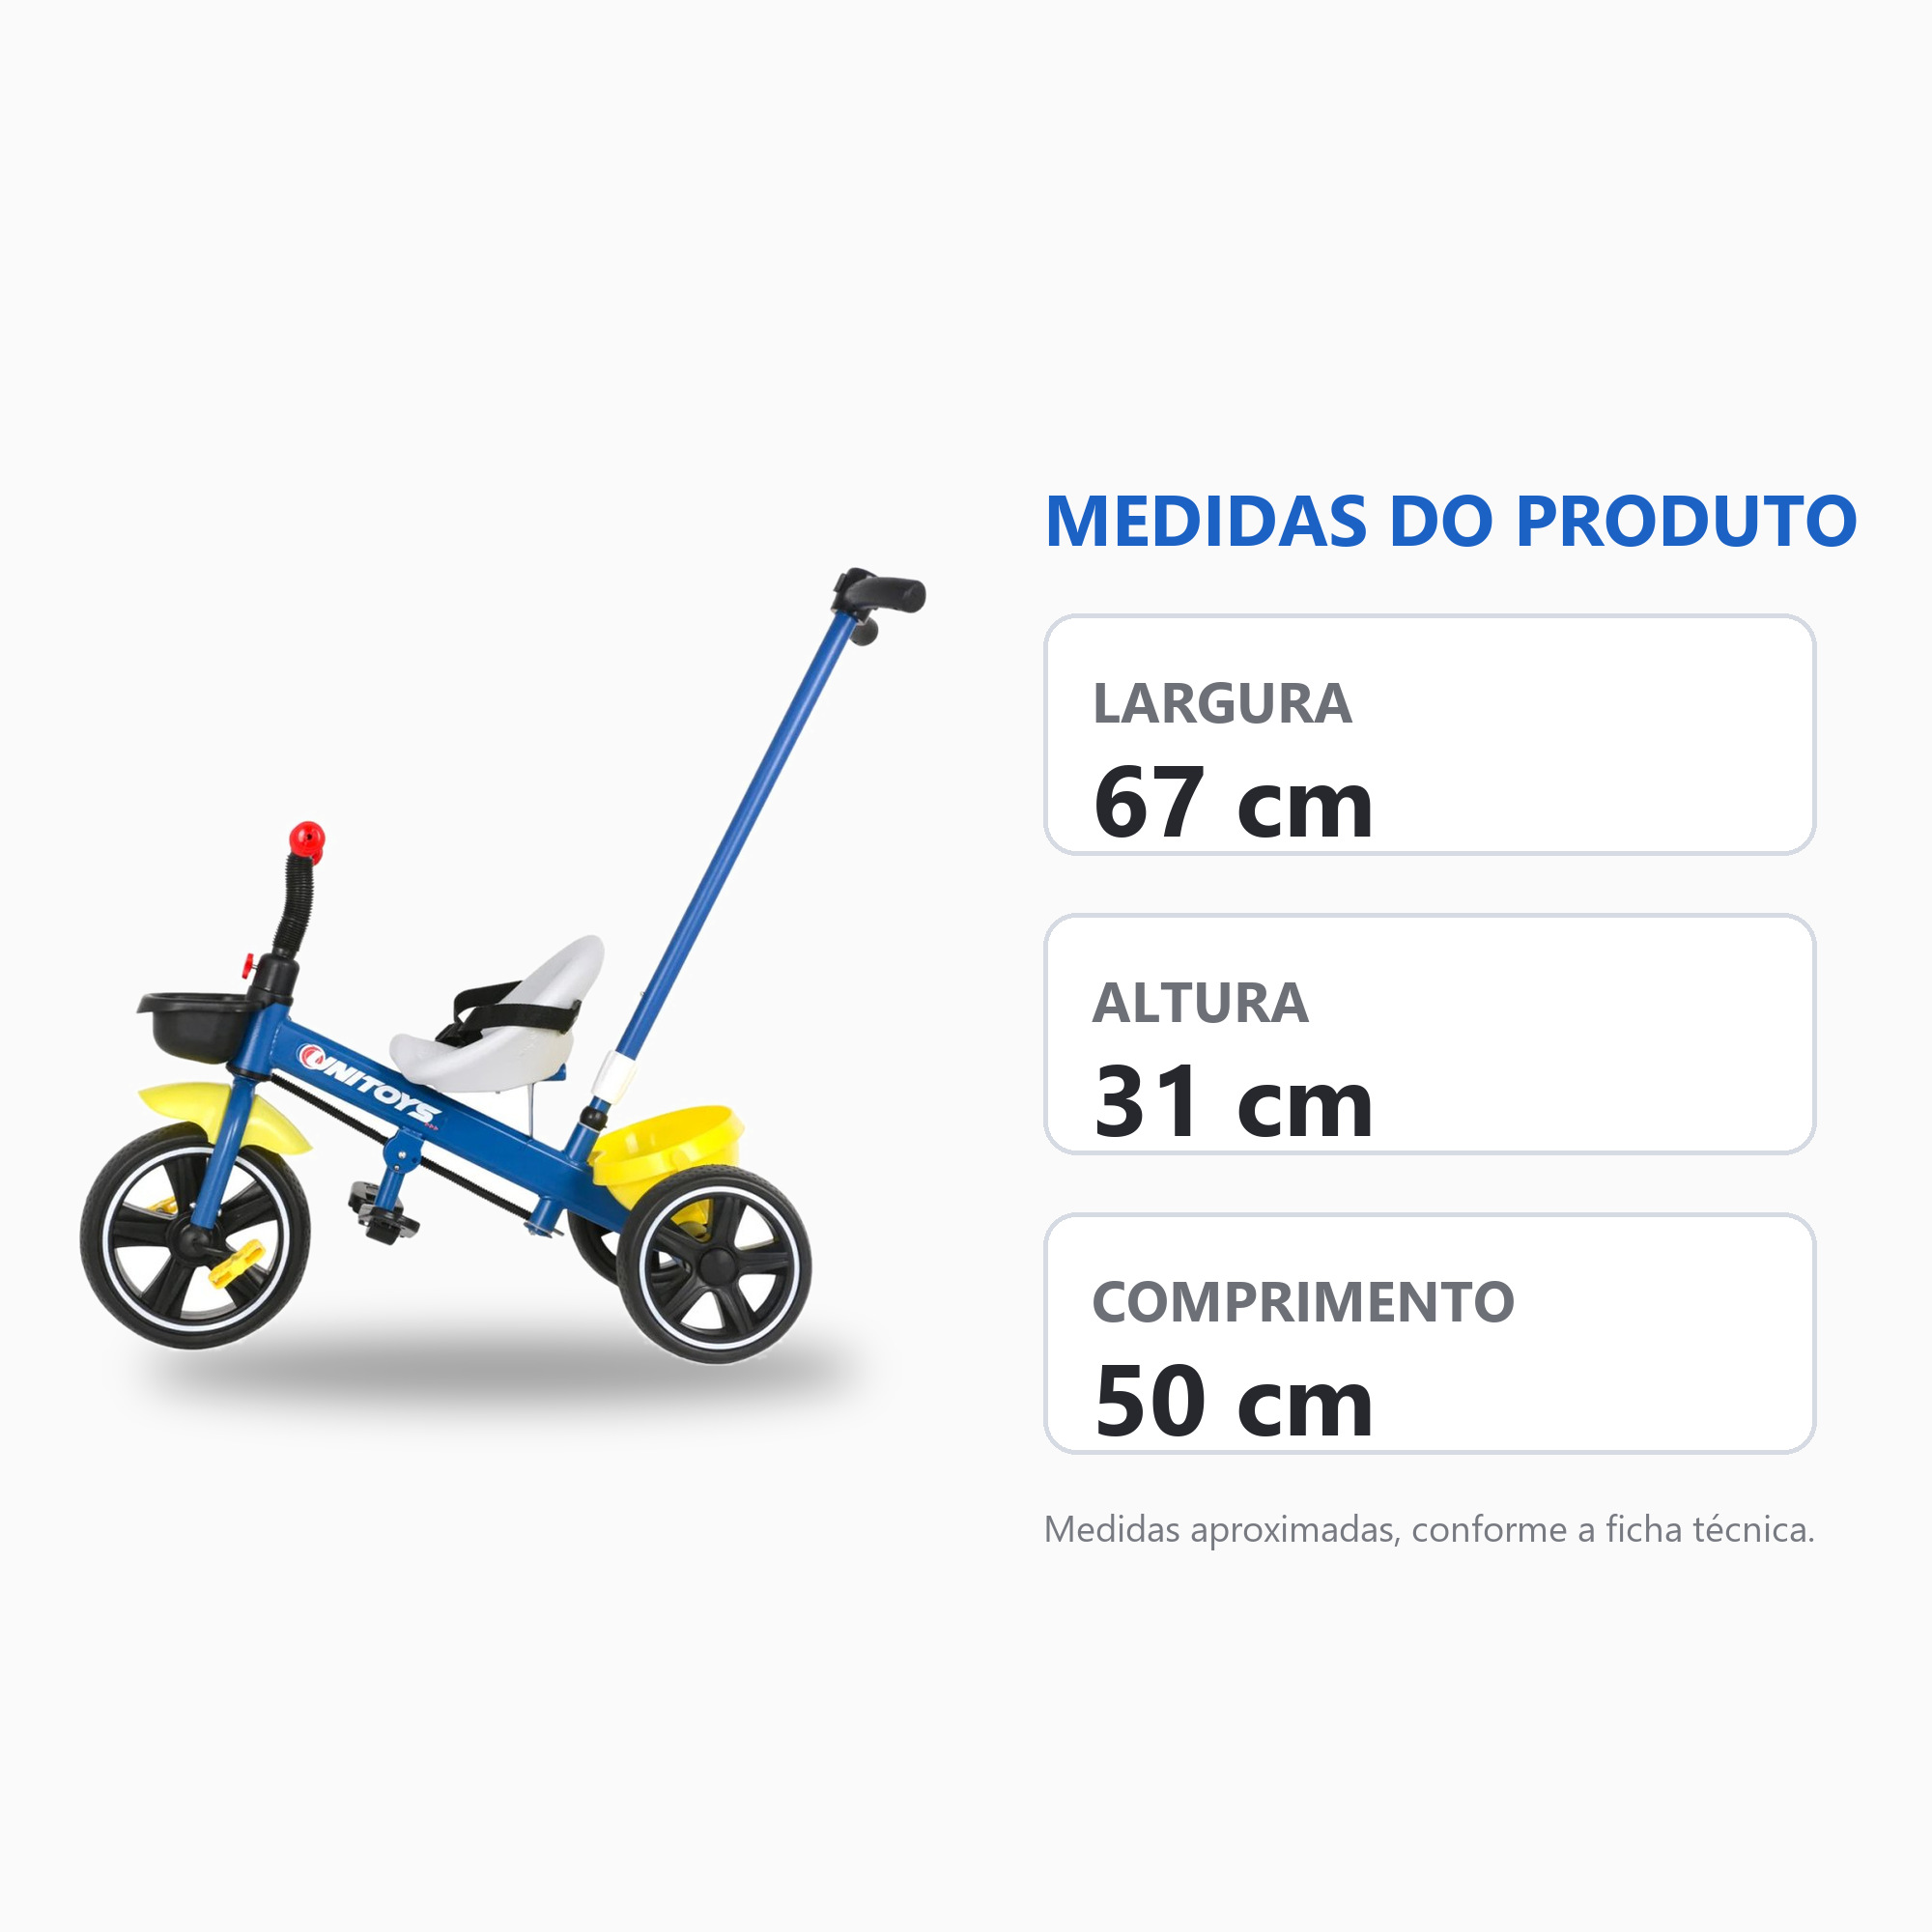 MEDIDAS DO PRODUTO
LARGURA
67 cm
ALTURA
31 cm
COMPRIMENTO
50 cm
Medidas aproximadas, conforme a ficha técnica.
UNITOYS